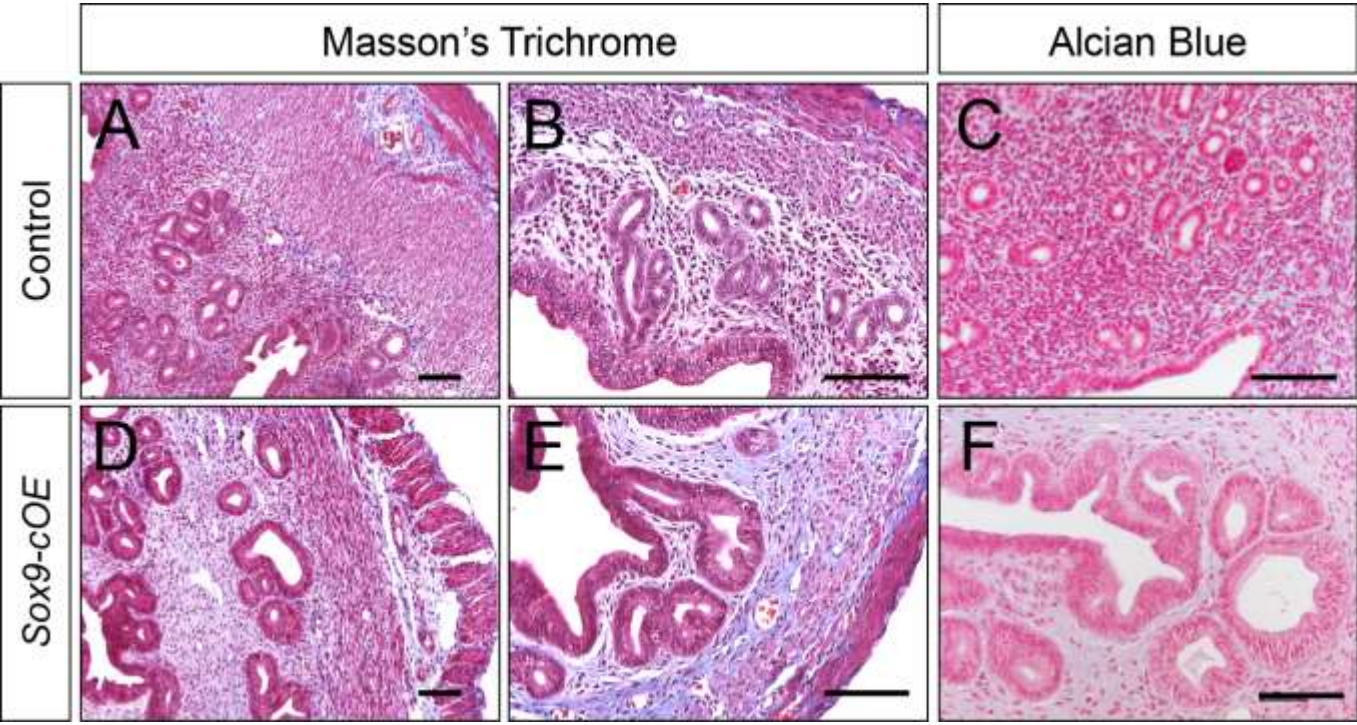 Masson's Trichrome
Alcian Blue
Control
A
B
C
Sox9-cOE
D
E
F